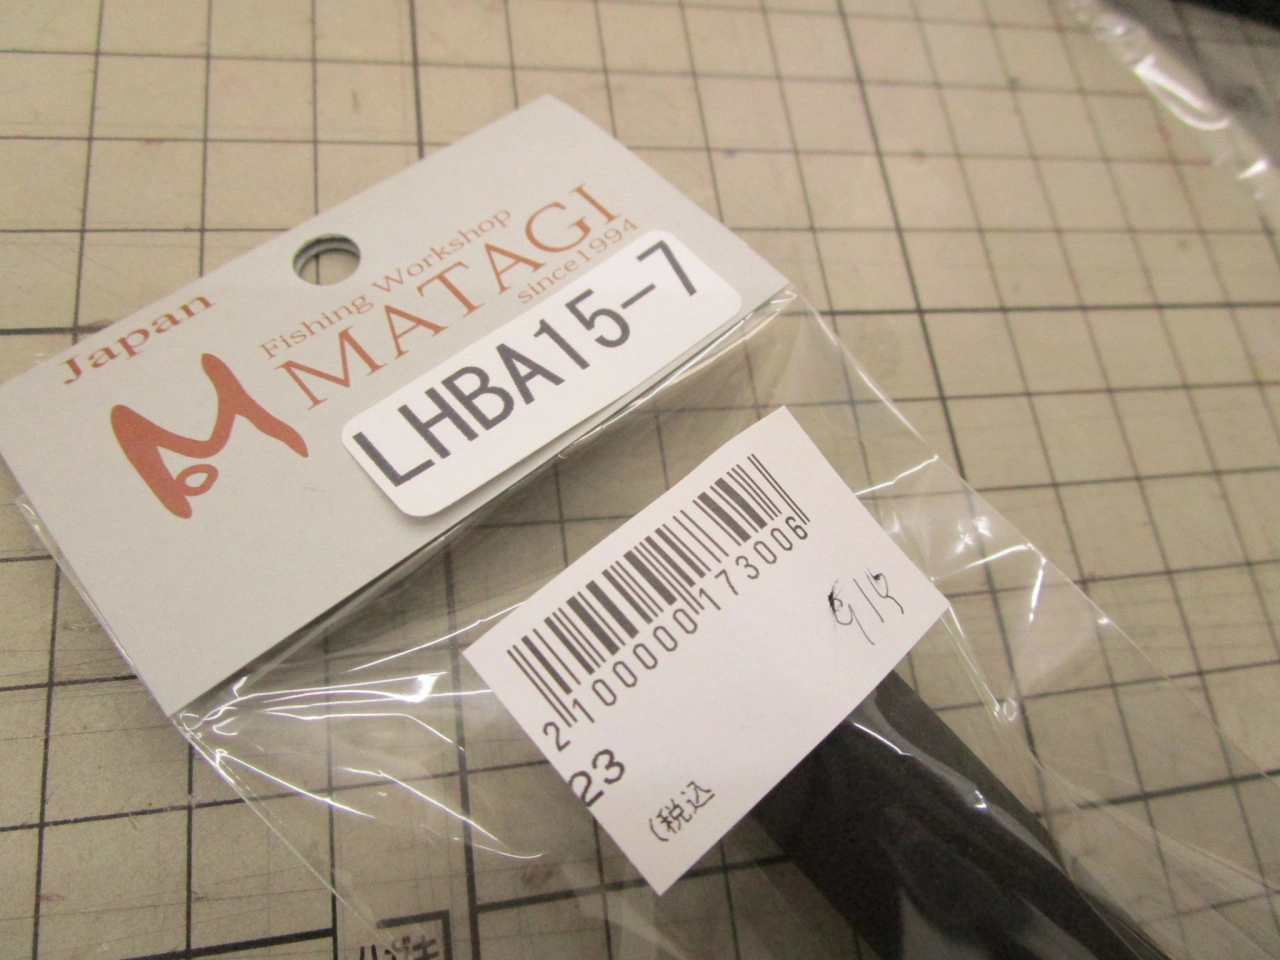 Japan
Fishing Workshop
MATAGI
since1994
LHBA15-7
2100000173006
23
(税込